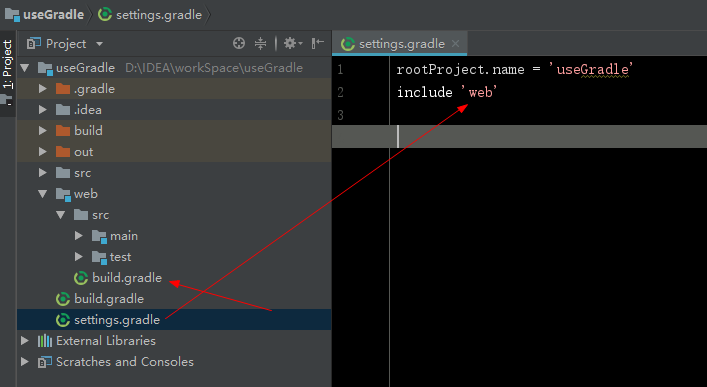 useGradle settings.gradle
1: Project
Project
settings.gradle
useGradle D:\IDEA\workSpace\useGradle
.gradle
.idea
build
out
src
web
src
main
test
build.gradle
build.gradle
settings.gradle
External Libraries
Scratches and Consoles
1 rootProject.name = 'useGradle'
2 include 'web'
3